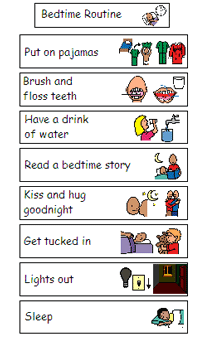 Bedtime Routine
Put on pajamas
Brush and
floss teeth
Have a drink
of water
Read a bedtime story
Kiss and hug
goodnight
Get tucked in
Lights out
Sleep